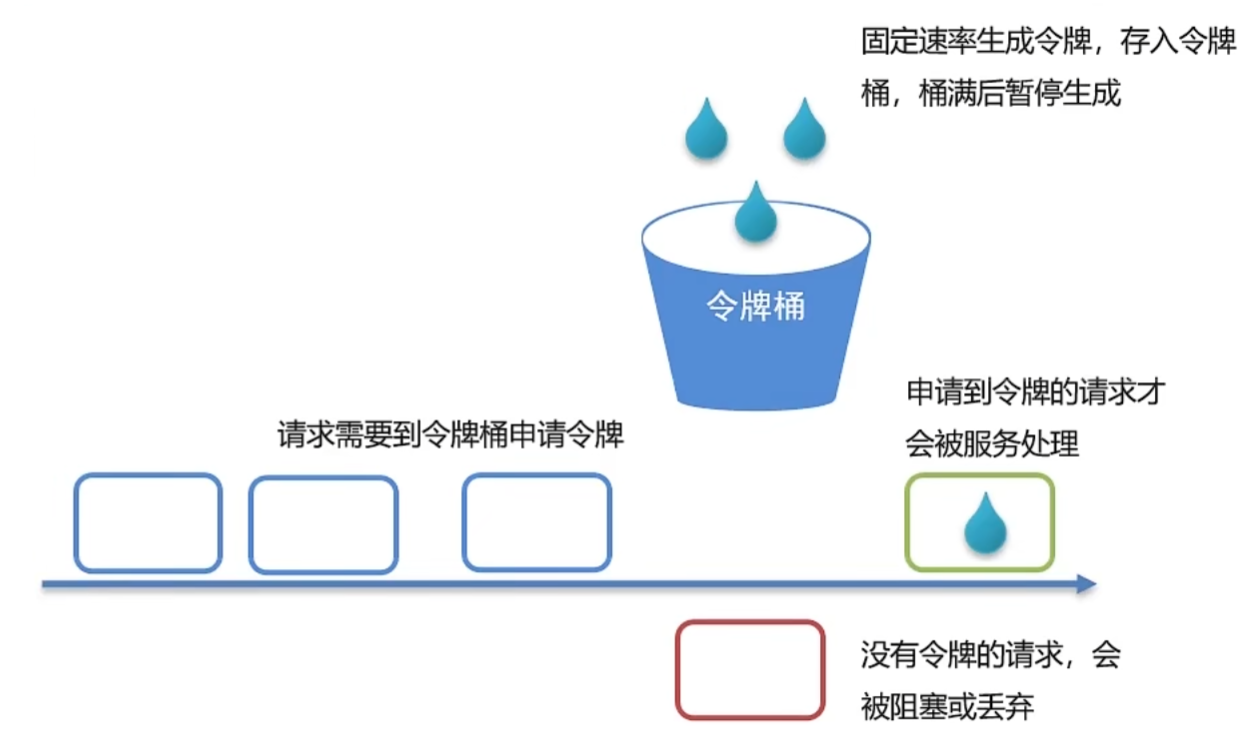 固定速率生成令牌，存入令牌
桶，桶满后暂停生成
令牌桶
申请到令牌的请求才
会被服务处理
请求需要到令牌桶申请令牌
没有令牌的请求，会
被阻塞或丢弃